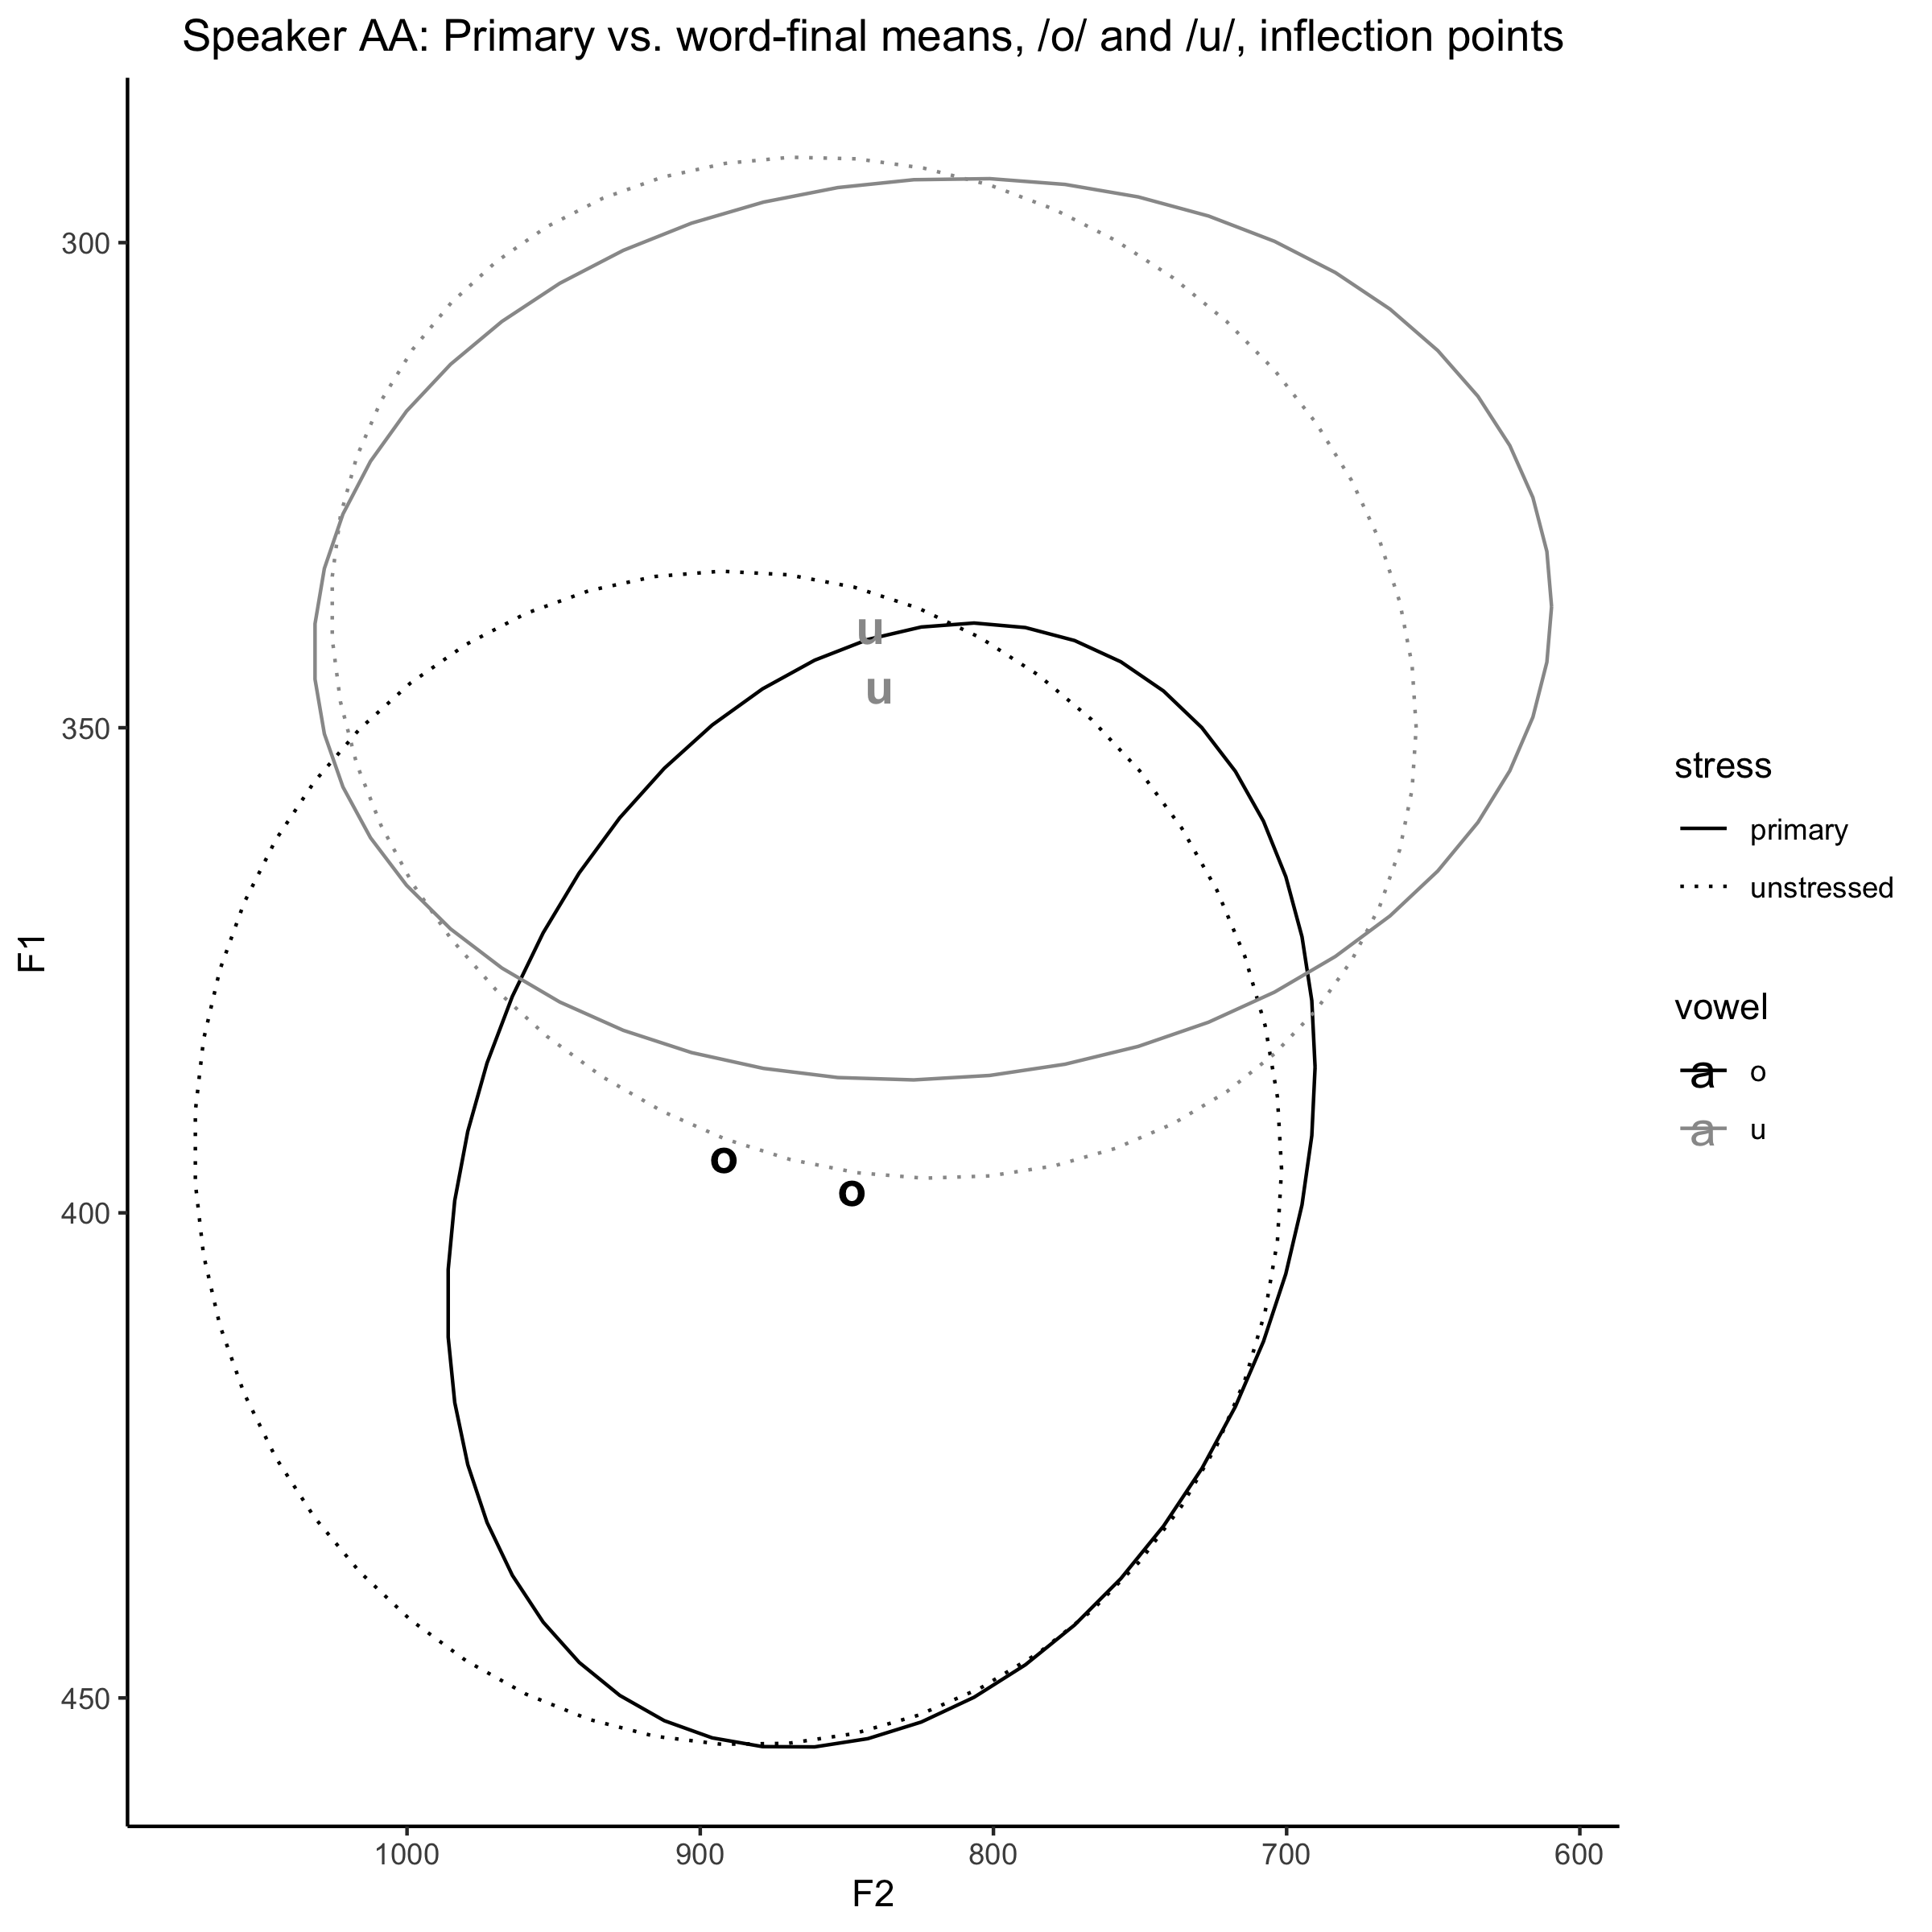 Speaker AA: Primary vs. word-final means, /o/ and /u/, inflection points
300
350
400
450
F1
u
u
o
o
1000 900 800 700 600
F2
stress
primary
unstressed
vowel
a o
a u